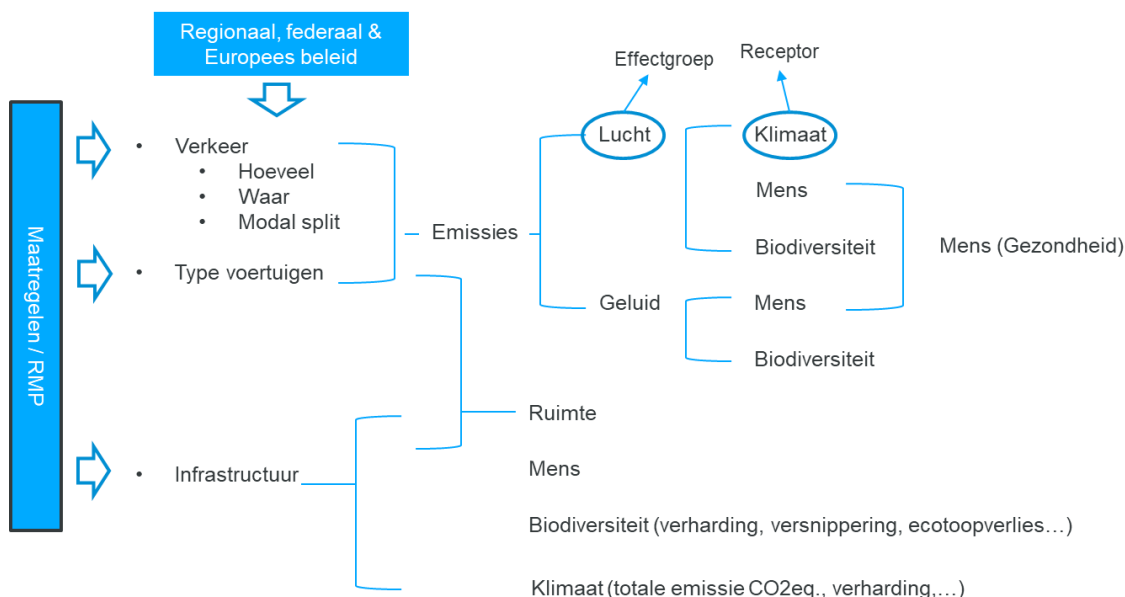 Regionaal, federaal &
Europees beleid
Effectgroep
Receptor
Maatregelen / RMP
• Verkeer
• Hoeveel
• Waar
• Modal split
• Type voertuigen
• Infrastructuur
Emissies
Lucht
Klimaat
Mens
Biodiversiteit
Geluid
Mens
Biodiversiteit
Mens (Gezondheid)
Ruimte
Mens
Biodiversiteit (verharding, versnippering, ecotoopverlies…)
Klimaat (totale emissie CO2eq., verharding,…)